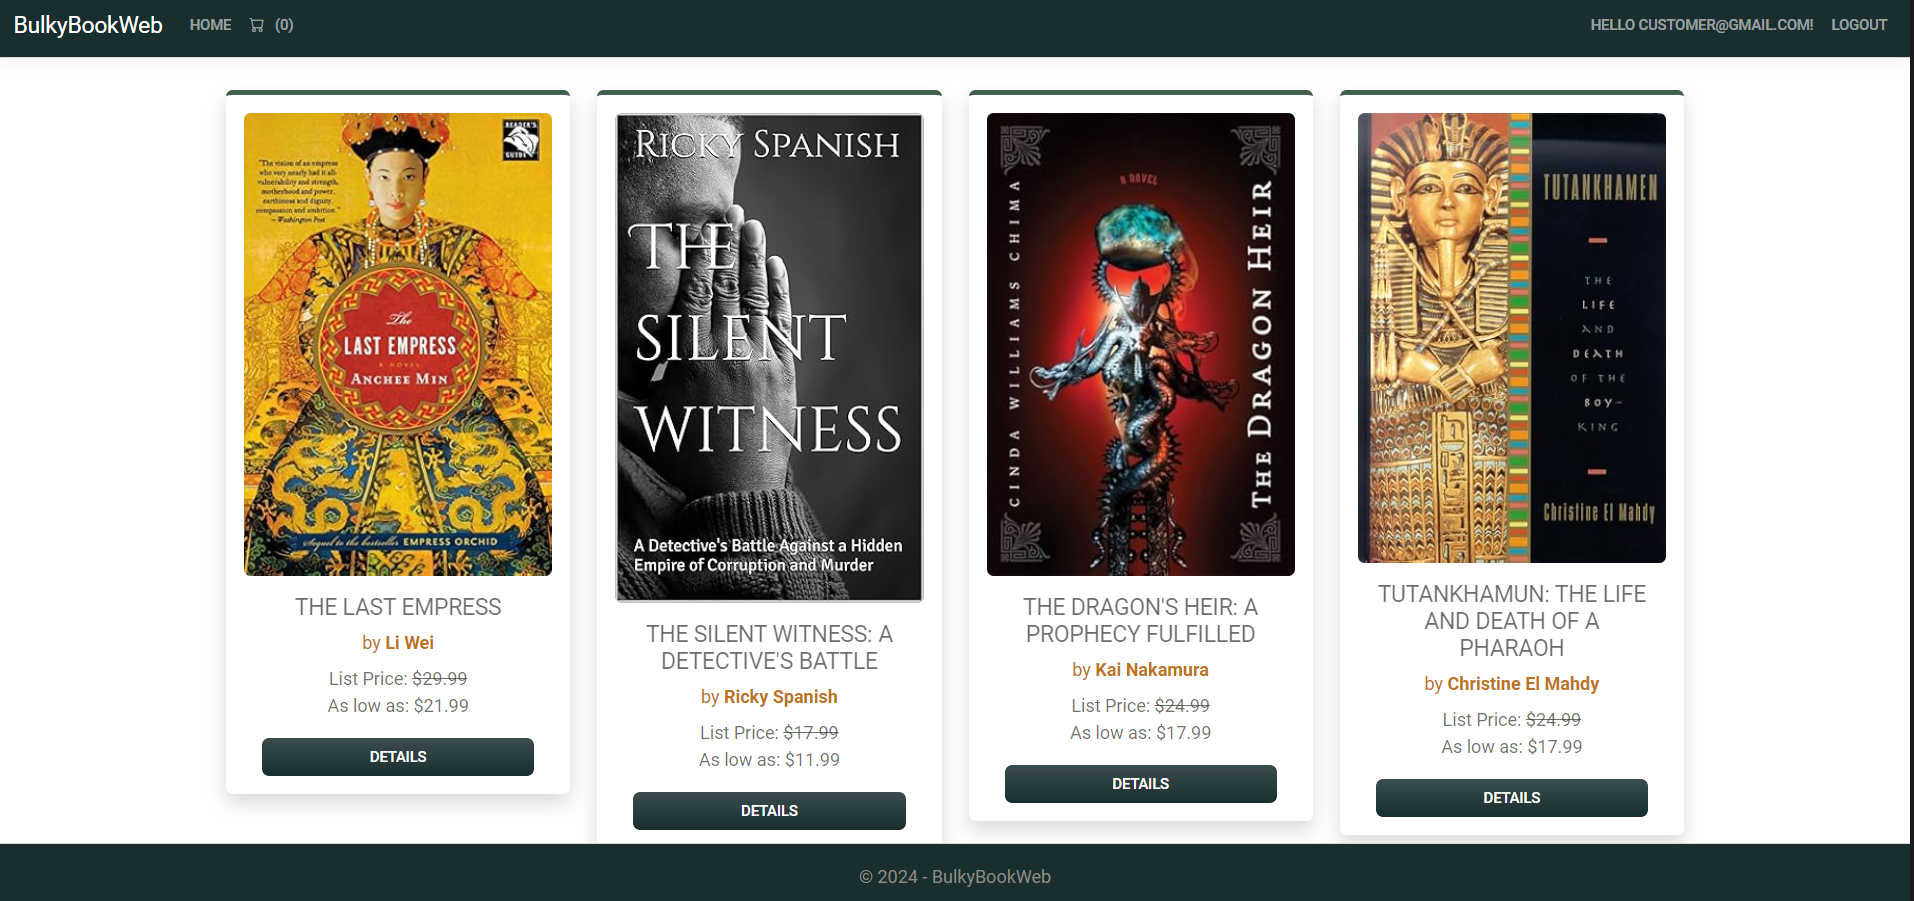 BulkyBookWeb HOME (0) HELLO CUSTOMER@GMAIL.COM! LOGOUT
READER'S
GUIDE
"The vision of an empress
who very nearly had it all-
vulnerability and strength,
motherhood and power,
earthiness and dignity,
compassion and ambition."
—Washington Post
The
LAST EMPRESS
A NOVEL
ANCHEE MIN
Sequel to the bestseller EMPRESS ORCHID
THE LAST EMPRESS
by Li Wei
List Price: $29.99
As low as: $21.99
DETAILS
RICKY SPANISH
THE
SILENT
WITNESS
A Detective's Battle Against a Hidden
Empire of Corruption and Murder
THE SILENT WITNESS: A
DETECTIVE'S BATTLE
by Ricky Spanish
List Price: $17.99
As low as: $11.99
DETAILS
A NOVEL
CINDA WILLIAMS CHIMA
THE DRAGON HEIR
THE DRAGON'S HEIR: A
PROPHECY FULFILLED
by Kai Nakamura
List Price: $24.99
As low as: $17.99
DETAILS
TUTANKHAMEN
THE
LIFE
AND
DEATH
OF THE
BOY-
KING
Christine El Mahdy
TUTANKHAMUN: THE LIFE
AND DEATH OF A
PHARAOH
by Christine El Mahdy
List Price: $24.99
As low as: $17.99
DETAILS
© 2024 - BulkyBookWeb